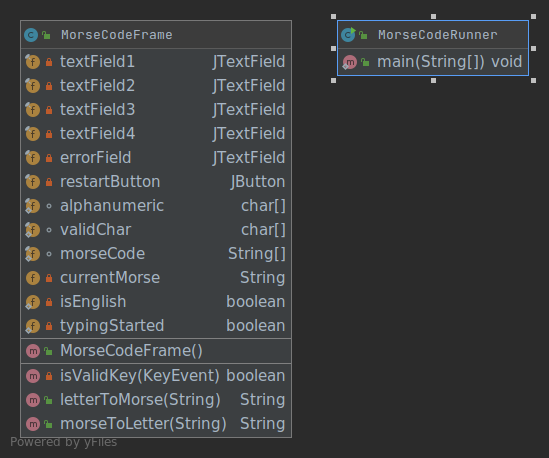 MorseCodeFrame
textField1 JTextField
textField2 JTextField
textField3 JTextField
textField4 JTextField
errorField JTextField
restartButton JButton
alphanumeric char[]
validChar char[]
morseCode String[]
currentMorse String
isEnglish boolean
typingStarted boolean
MorseCodeFrame()
isValidKey(KeyEvent) boolean
letterToMorse(String) String
morseToLetter(String) String
MorseCodeRunner
main(String[]) void
Powered by yFiles